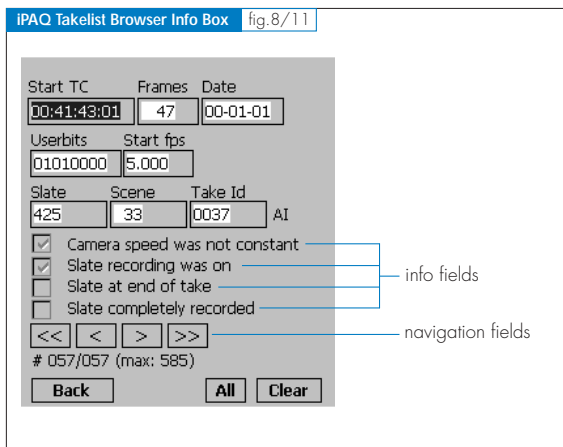 iPAQ Takelist Browser Info Box fig.8/11
Start TC Frames Date
00:41:43:01 47 00-01-01
Userbits Start fps
01010000 5.000
Slate Scene Take Id
425 33 0037 AI
Camera speed was not constant
Slate recording was on
info fields
Slate at end of take
Slate completely recorded
<< < > >> navigation fields
# 057/057 (max: 585)
Back All Clear